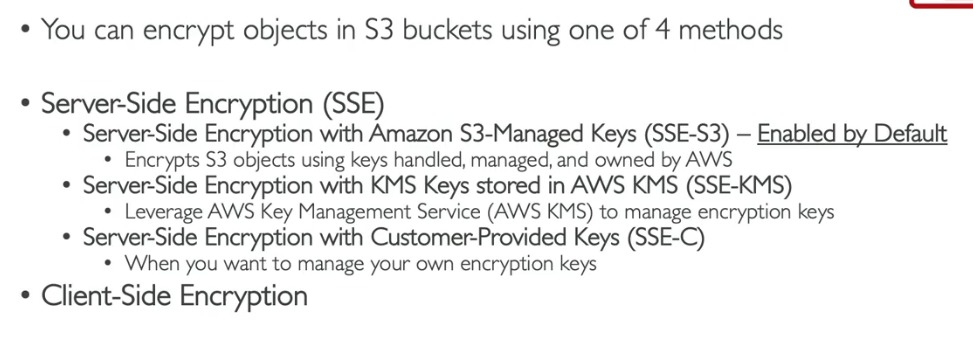 • You can encrypt objects in S3 buckets using one of 4 methods
• Server-Side Encryption (SSE)
• Server-Side Encryption with Amazon S3-Managed Keys (SSE-S3) – Enabled by Default
• Encrypts S3 objects using keys handled, managed, and owned by AWS
• Server-Side Encryption with KMS Keys stored in AWS KMS (SSE-KMS)
• Leverage AWS Key Management Service (AWS KMS) to manage encryption keys
• Server-Side Encryption with Customer-Provided Keys (SSE-C)
• When you want to manage your own encryption keys
• Client-Side Encryption